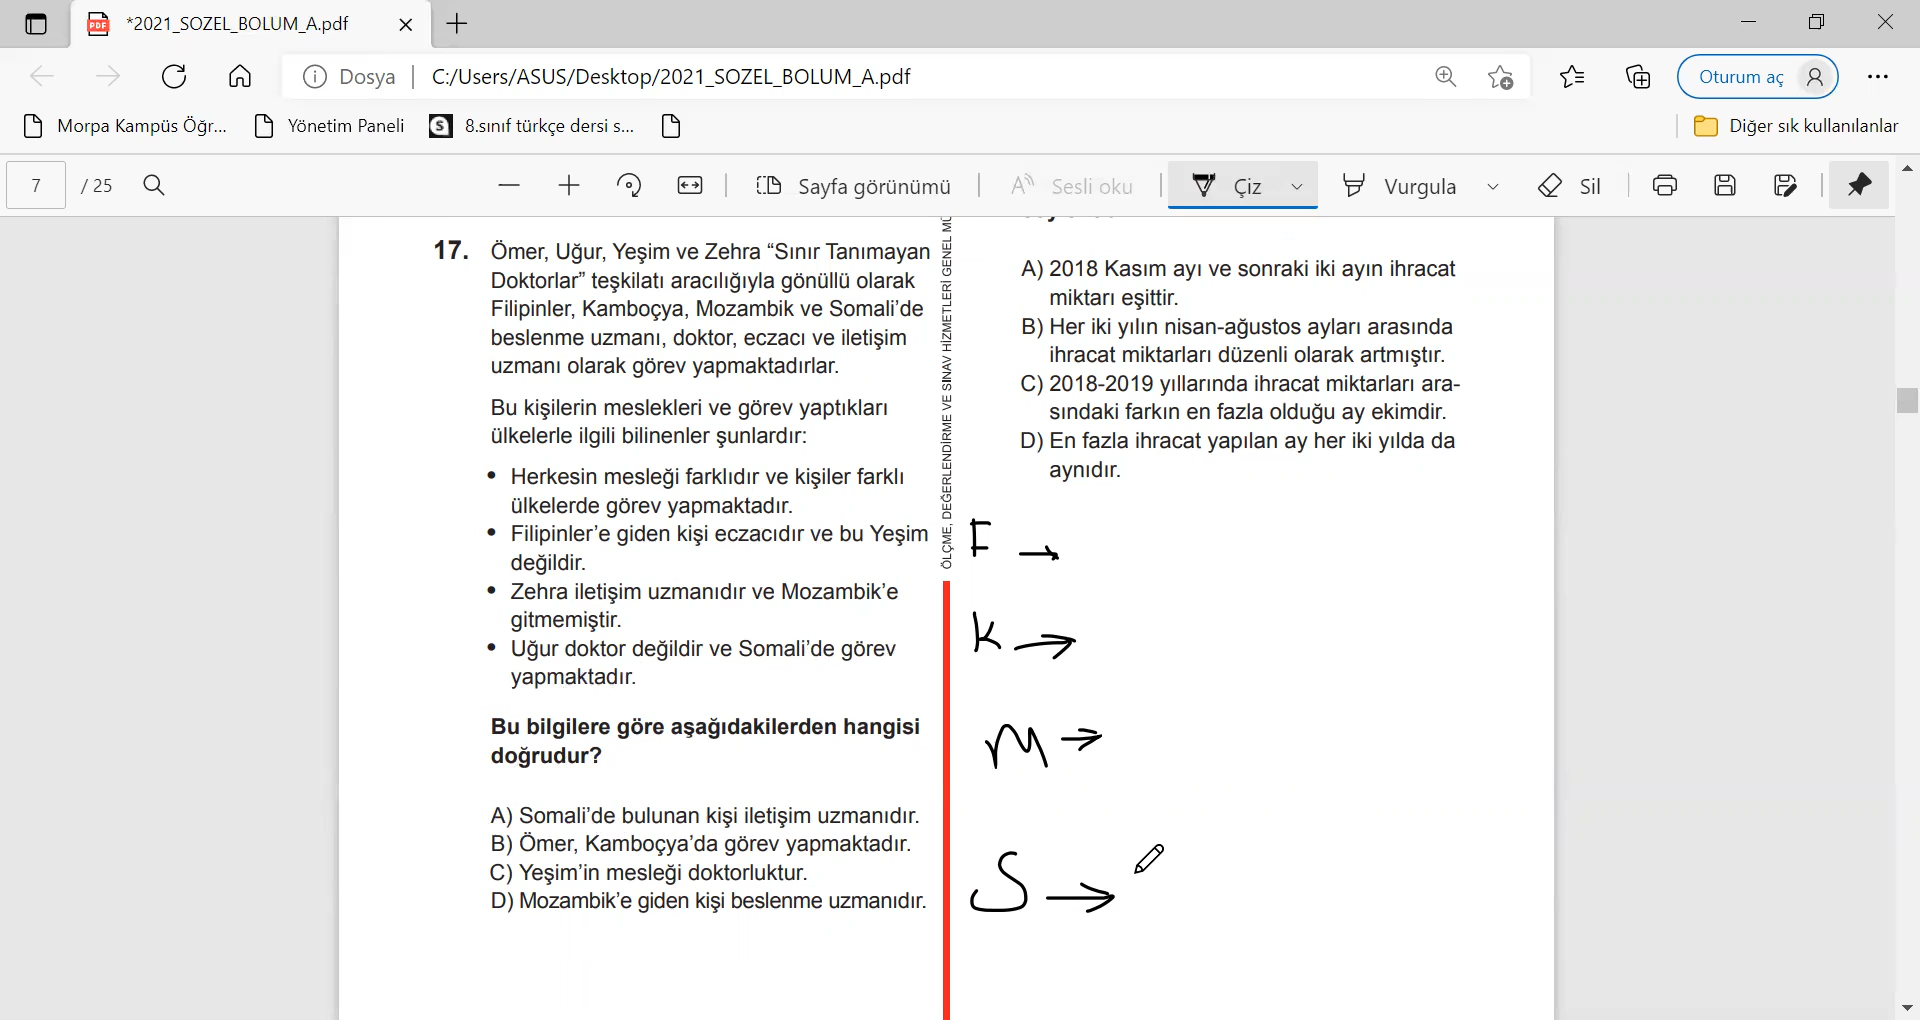 *2021_SOZEL_BOLUM_A.pdf
Dosya
C:/Users/ASUS/Desktop/2021_SOZEL_BOLUM_A.pdf
Oturum aç
Morpa Kampüs Öğr...
Yönetim Paneli
S
8.sınıf türkçe dersi s...
Diğer sık kullanılanlar
7
/ 25
Sayfa görünümü
Sesli oku
Çiz
Vurgula
Sil
17.
Ömer, Uğur, Yeşim ve Zehra “Sınır Tanımayan
Doktorlar” teşkilatı aracılığıyla gönüllü olarak
Filipinler, Kamboçya, Mozambik ve Somali’de
beslenme uzmanı, doktor, eczacı ve iletişim
uzmanı olarak görev yapmaktadırlar.
Bu kişilerin meslekleri ve görev yaptıkları
ülkelerle ilgili bilinenler şunlardır:
• Herkesin mesleği farklıdır ve kişiler farklı
ülkelerde görev yapmaktadır.
• Filipinler’e giden kişi eczacıdır ve bu Yeşim
değildir.
• Zehra iletişim uzmanıdır ve Mozambik’e
gitmemiştir.
• Uğur doktor değildir ve Somali’de görev
yapmaktadır.
Bu bilgilere göre aşağıdakilerden hangisi
doğrudur?
A) Somali’de bulunan kişi iletişim uzmanıdır.
B) Ömer, Kamboçya’da görev yapmaktadır.
C) Yeşim’in mesleği doktorluktur.
D) Mozambik’e giden kişi beslenme uzmanıdır.
ÖLÇME, DEĞERLENDİRME VE SINAV HİZMETLERİ GENEL MÜ
A) 2018 Kasım ayı ve sonraki iki ayın ihracat
miktarı eşittir.
B) Her iki yılın nisan-ağustos ayları arasında
ihracat miktarları düzenli olarak artmıştır.
C) 2018-2019 yıllarında ihracat miktarları ara-
sındaki farkın en fazla olduğu ay ekimdir.
D) En fazla ihracat yapılan ay her iki yılda da
aynıdır.
F →
K →
M →
S →